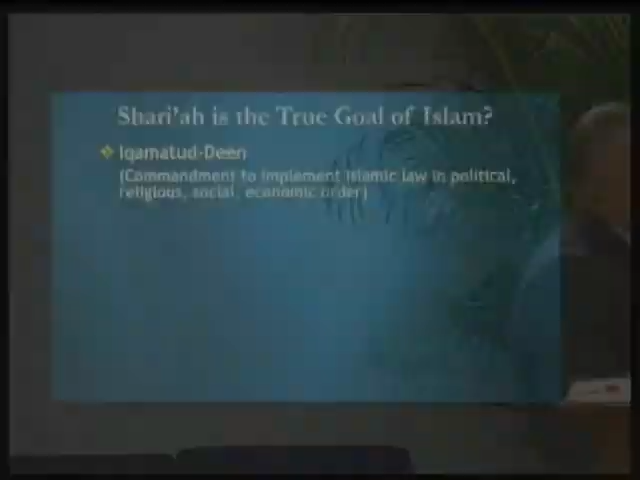 Shari'ah is the True Goal of Islam?
Iqamatud-Deen
(Commandment to implement Islamic law in political,
religious, social, economic order)